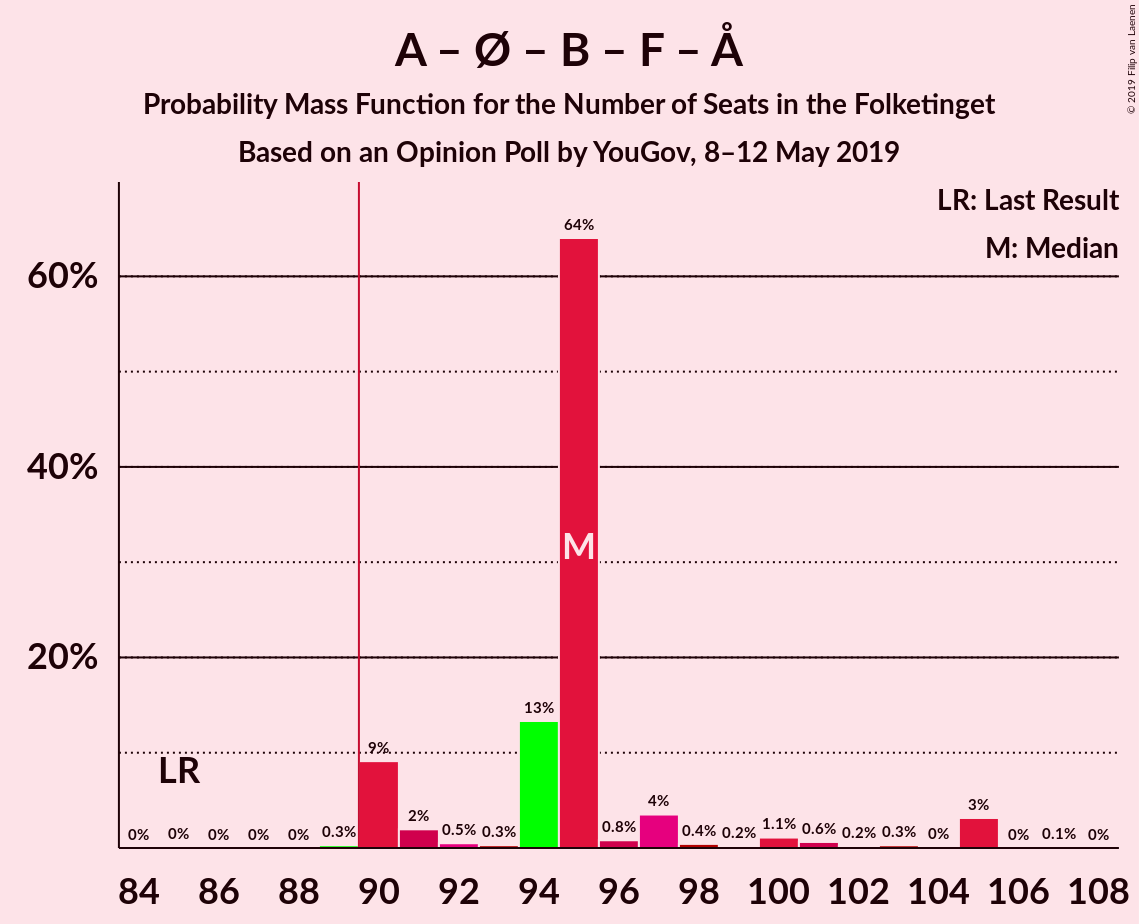 A – Ø – B – F – Å
Probability Mass Function for the Number of Seats in the Folketinget
Based on an Opinion Poll by YouGov, 8–12 May 2019
© 2019 Filip van Laenen
LR: Last Result
M: Median
60%
40%
20%
64%
M
13%
9%
LR
0% 0% 0% 0% 0% 0.3% 2% 0.5% 0.3% 0.8% 4% 0.4% 0.2% 1.1% 0.6% 0.2% 0.3% 0% 3% 0% 0.1% 0%
84 86 88 90 92 94 96 98 100 102 104 106 108